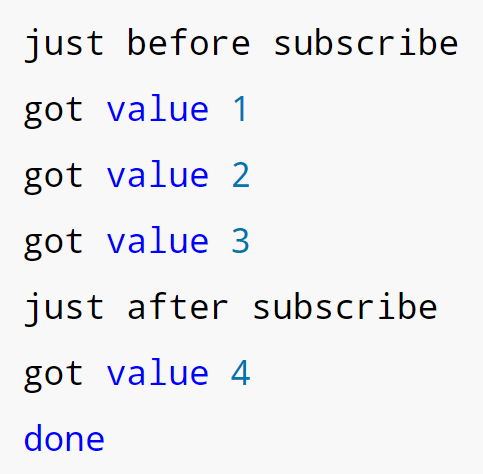 just before subscribe
got value 1
got value 2
got value 3
just after subscribe
got value 4
done